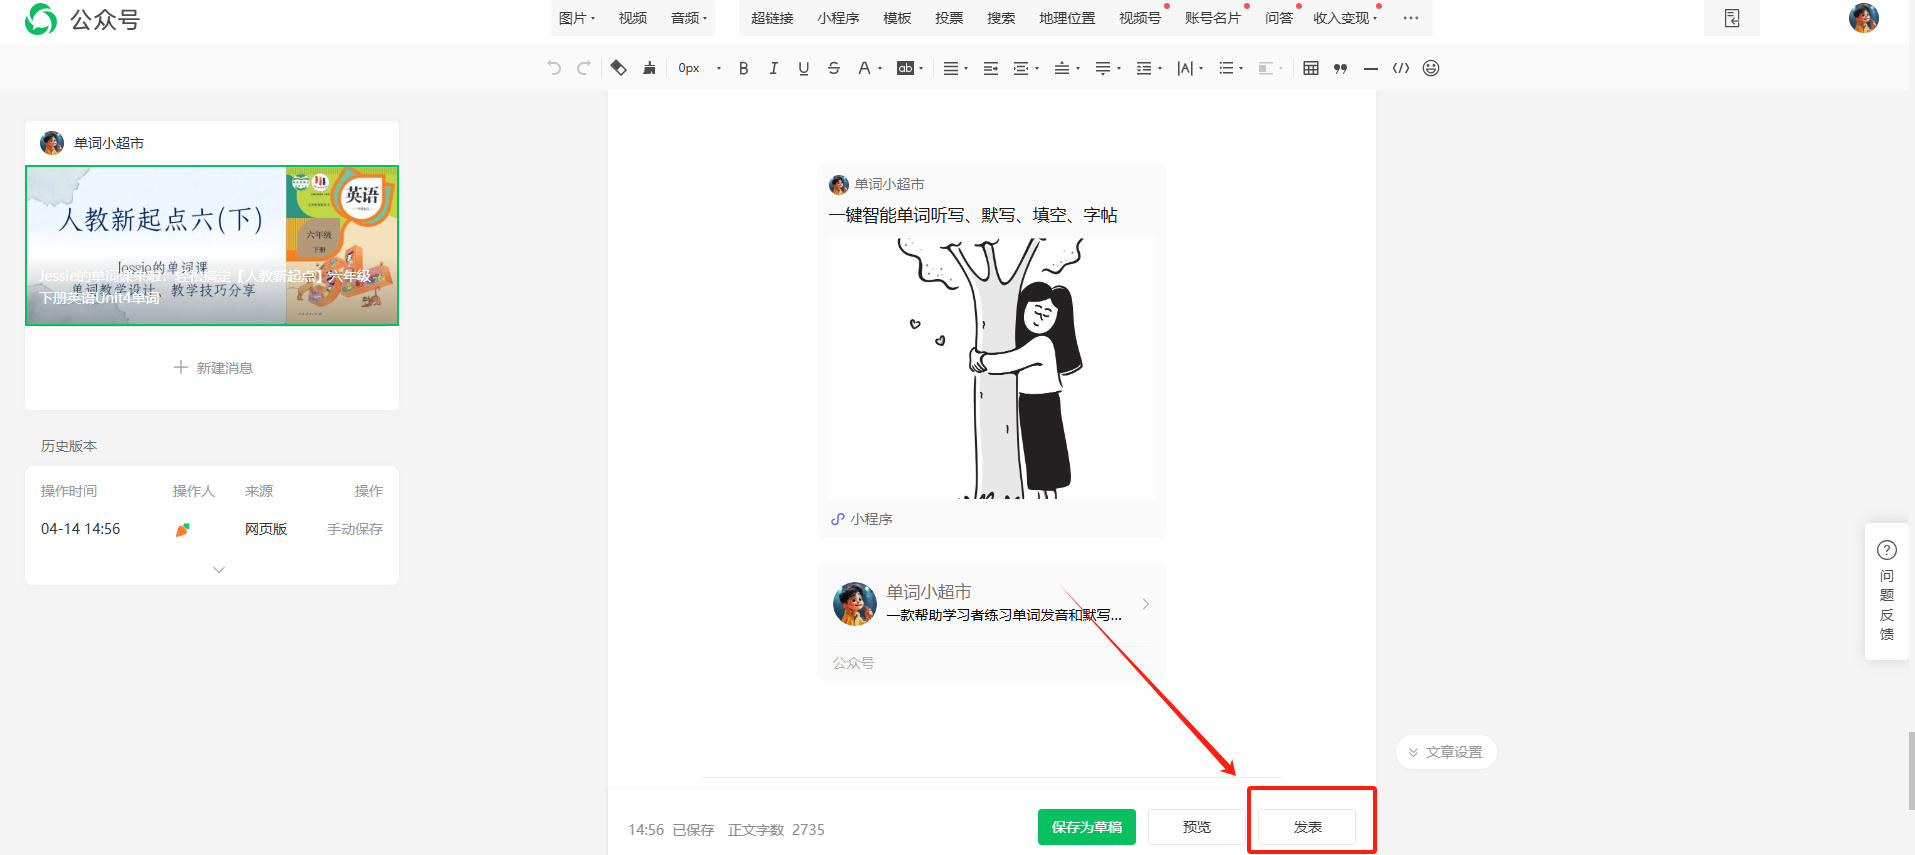 公众号
图片 视频 音频 超链接 小程序 模板 投票 搜索 地理位置 视频号 账号名片 问答 收入变现 ···
0px B I U S A ab |A| </>
单词小超市
人教新起点六(下)
Jessie的单词课
单词教学设计、教学技巧分享
英语
六年级
下册
Jessie的单词课来啦:轻松搞定【人教新起点】六年级
下册英语Unit4单词
新建消息
历史版本
操作时间 操作人 来源 操作
04-14 14:56 网页版 手动保存
单词小超市
一键智能单词听写、默写、填空、字帖
小程序
单词小超市
一款帮助学习者练习单词发音和默写...
公众号
问
题
反
馈
文章设置
14:56 已保存 正文字数 2735
保存为草稿 预览 发表